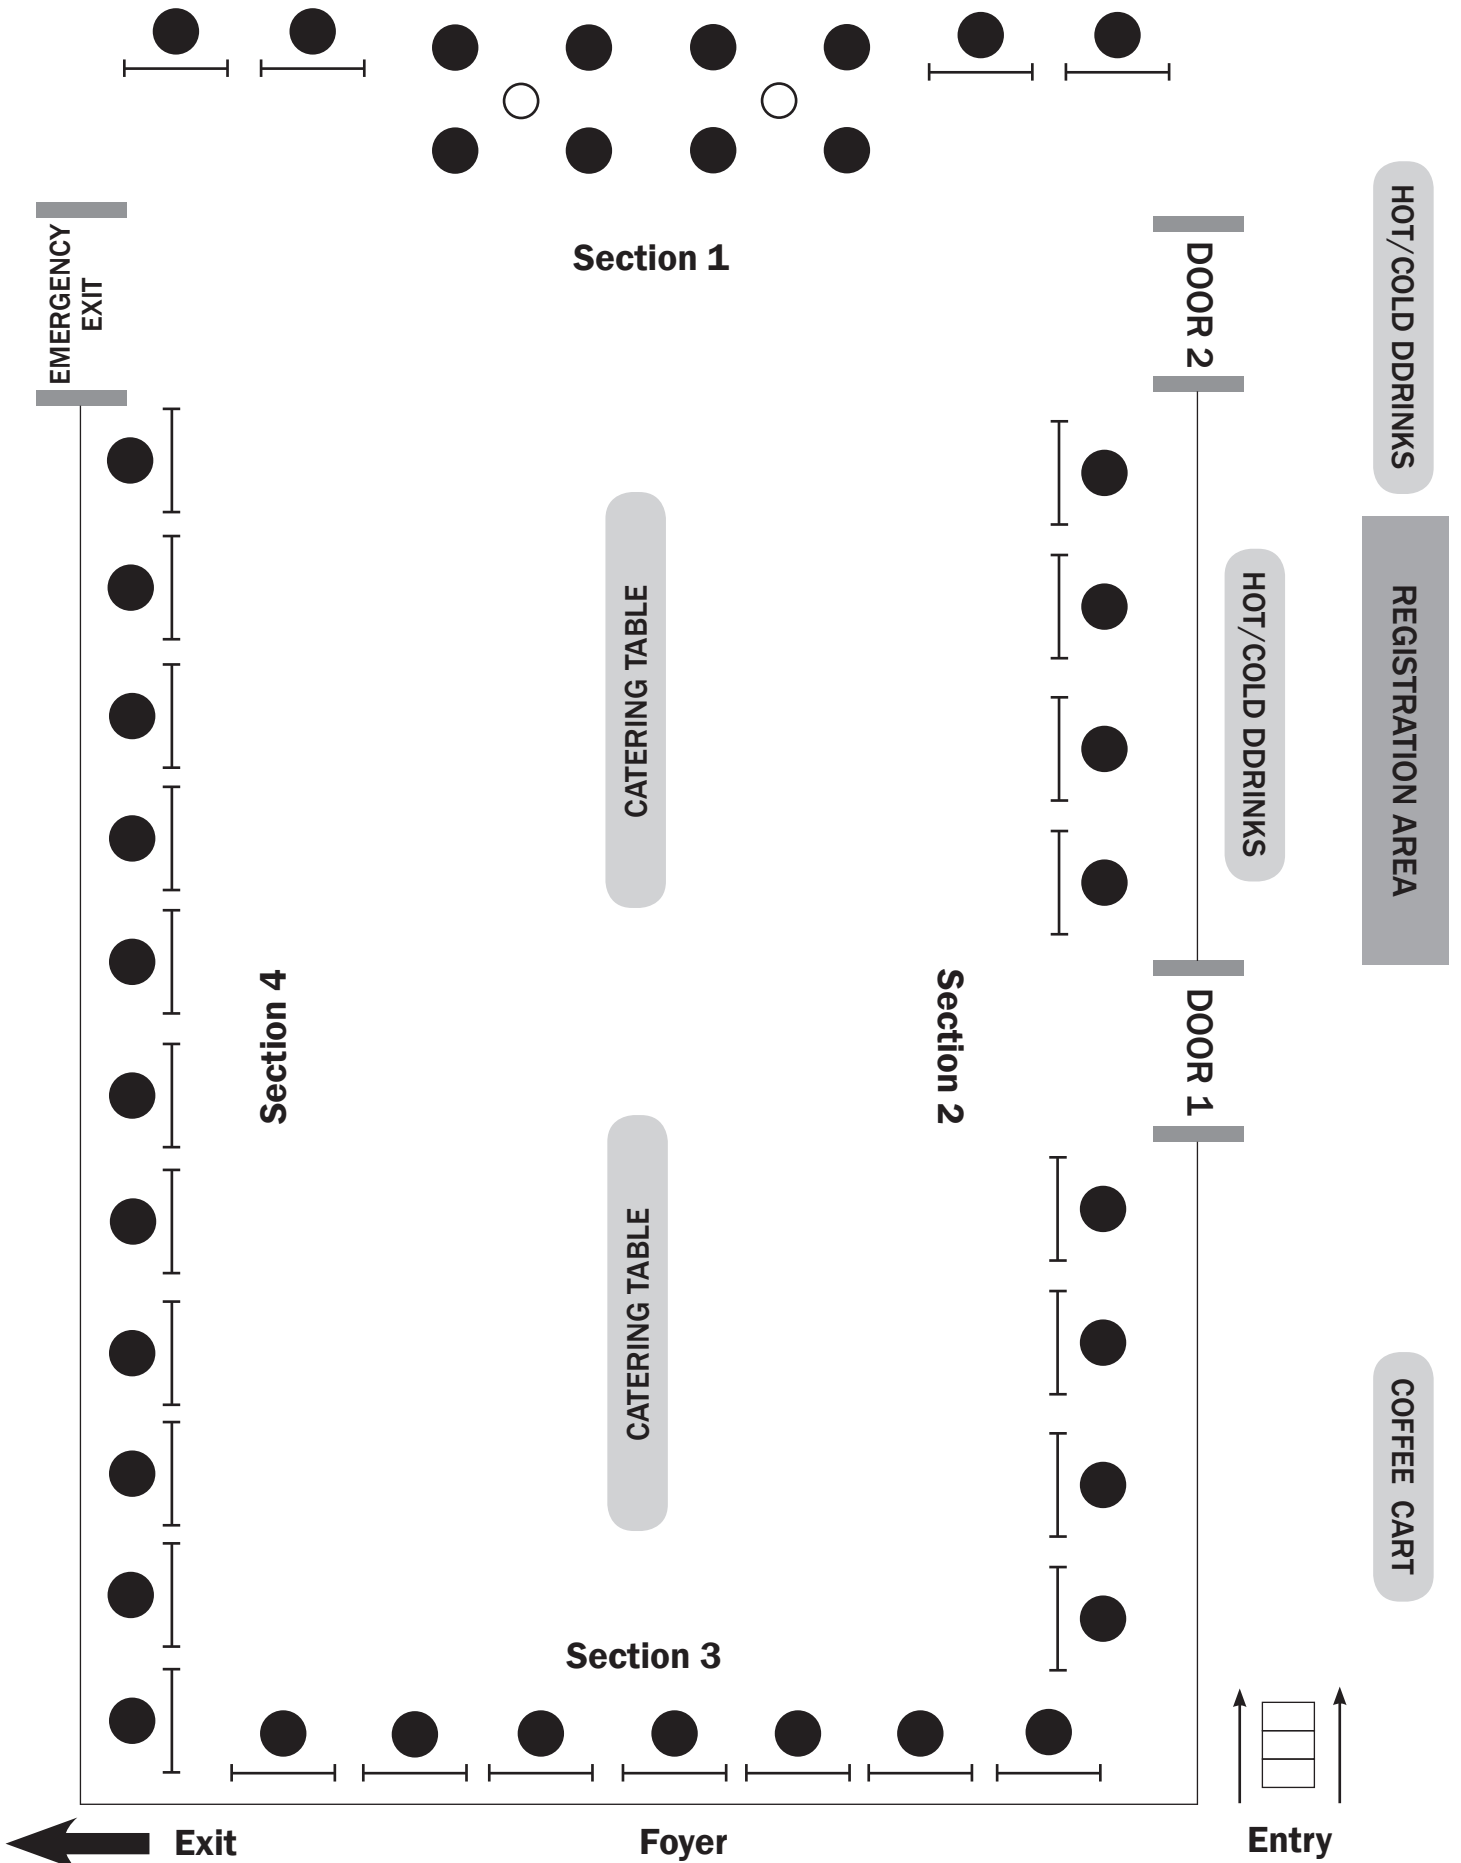 Section 1
EMERGENCY
EXIT
DOOR 2
HOT/COLD DDRINKS
CATERING TABLE
HOT/COLD DDRINKS
REGISTRATION AREA
Section 4
Section 2
DOOR 1
CATERING TABLE
COFFEE CART
Section 3
Exit
Foyer
Entry